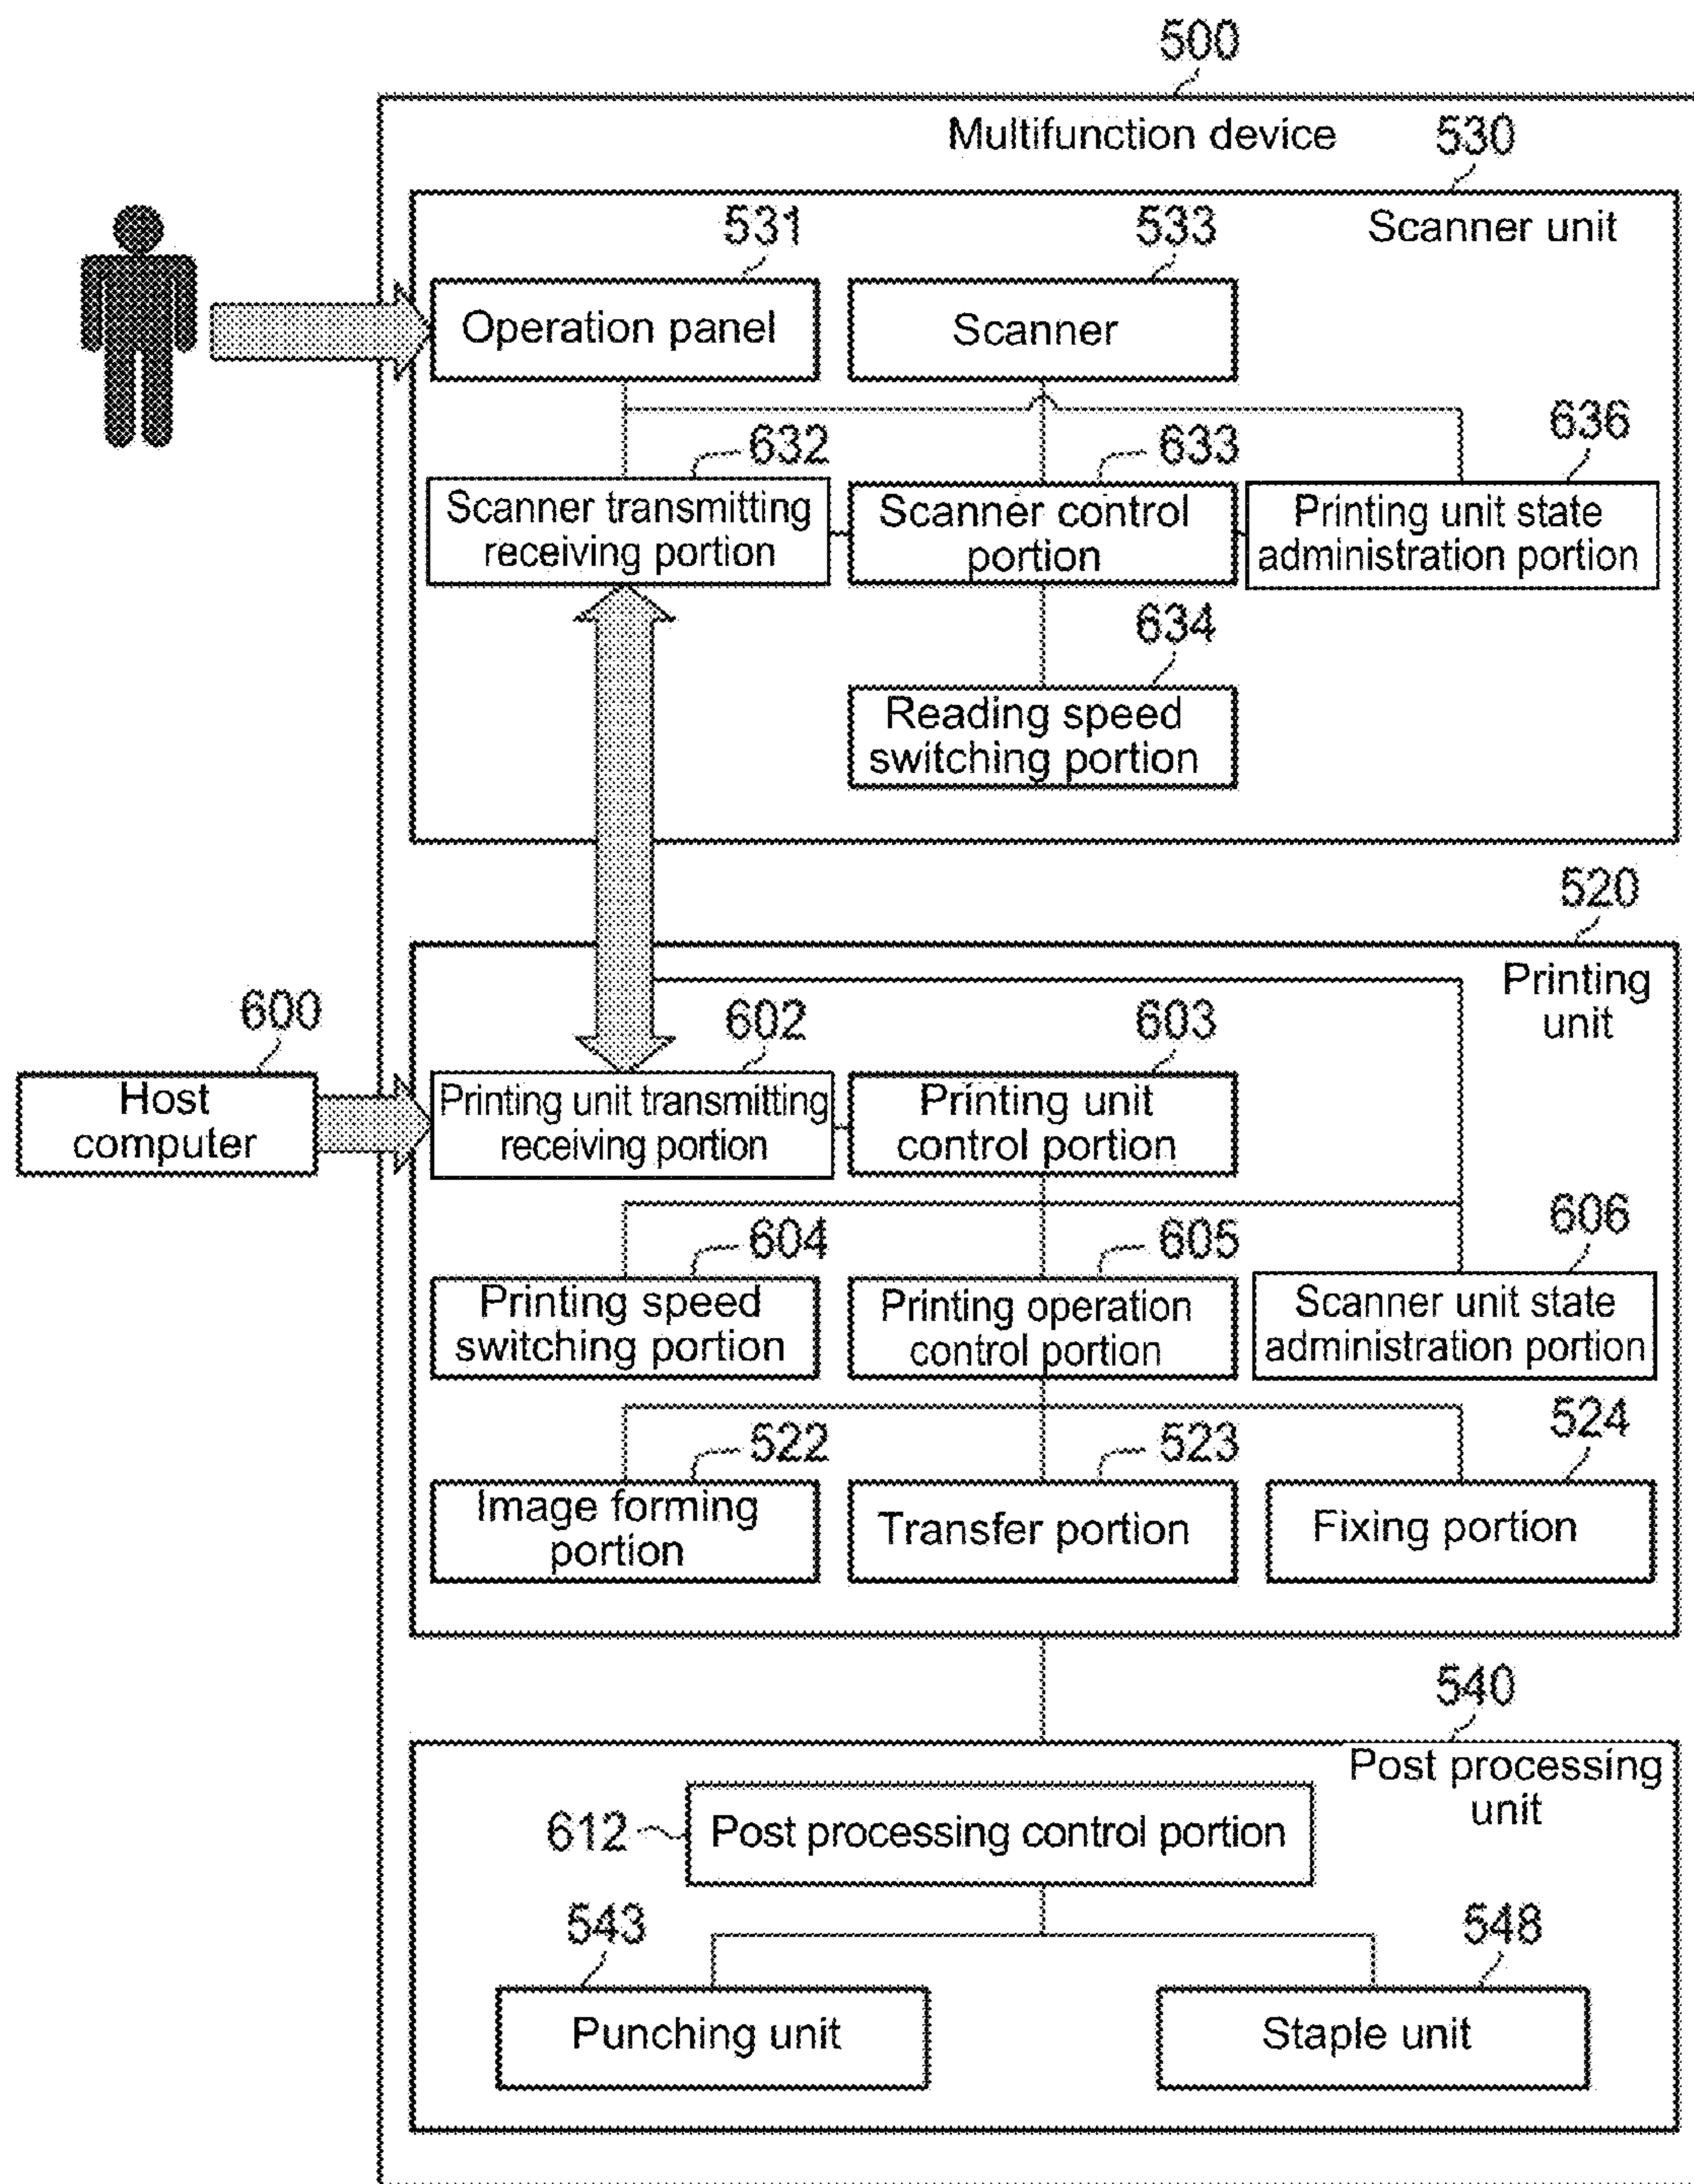 500
Multifunction device
530
Scanner unit
531
533
Operation panel
Scanner
632
633
636
Scanner transmitting
receiving portion
Scanner control
portion
Printing unit state
administration portion
634
Reading speed
switching portion
520
Printing
unit
600
602
603
Host
computer
Printing unit transmitting
receiving portion
Printing unit
control portion
604
605
606
Printing speed
switching portion
Printing operation
control portion
Scanner unit state
administration portion
522
523
524
Image forming
portion
Transfer portion
Fixing portion
540
Post processing
unit
612
Post processing control portion
543
548
Punching unit
Staple unit